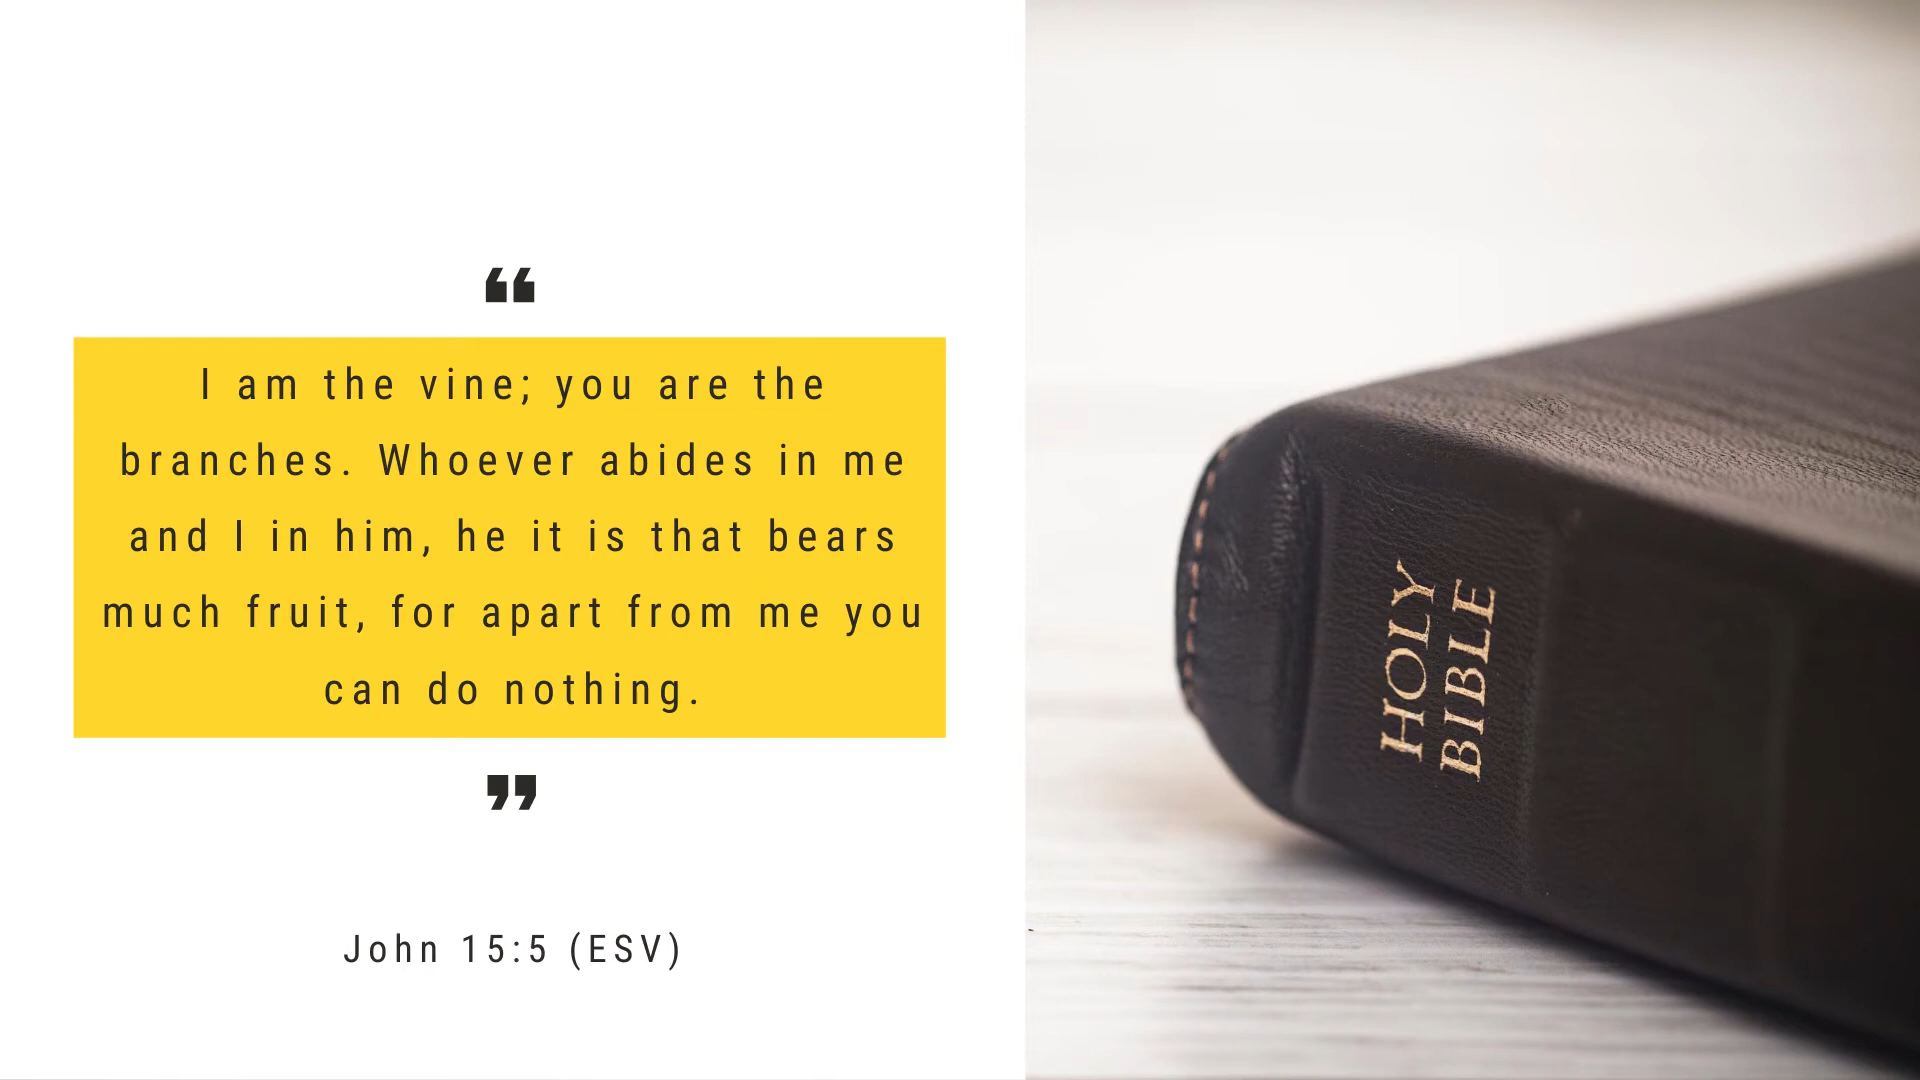 “
I am the vine; you are the
branches. Whoever abides in me
and I in him, he it is that bears
much fruit, for apart from me you
can do nothing.
”
John 15:5 (ESV)
HOLY
BIBLE